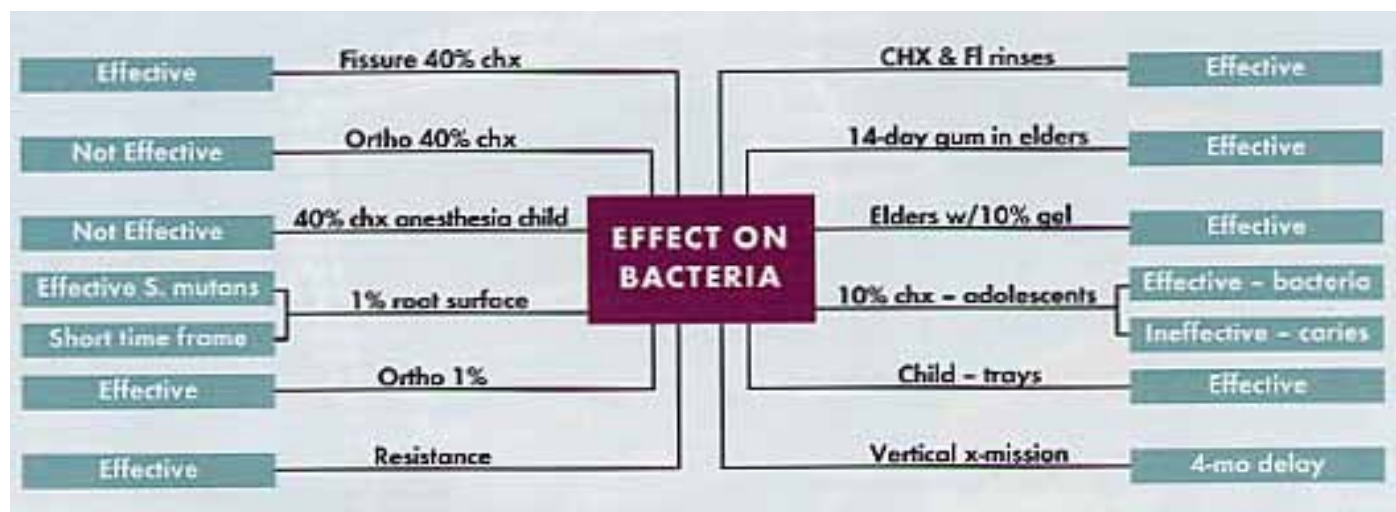 Effective
Fissure 40% chx
Not Effective
Ortho 40% chx
Not Effective
40% chx anesthesia child
Effective S. mutans
Short time frame
1% root surface
Effective
Ortho 1%
Effective
Resistance
EFFECT ON
BACTERIA
CHX & Fl rinses
Effective
14-day gum in elders
Effective
Elders w/10% gel
Effective
10% chx – adolescents
Effective – bacteria
Ineffective – caries
Child – trays
Effective
Vertical x-mission
4-mo delay